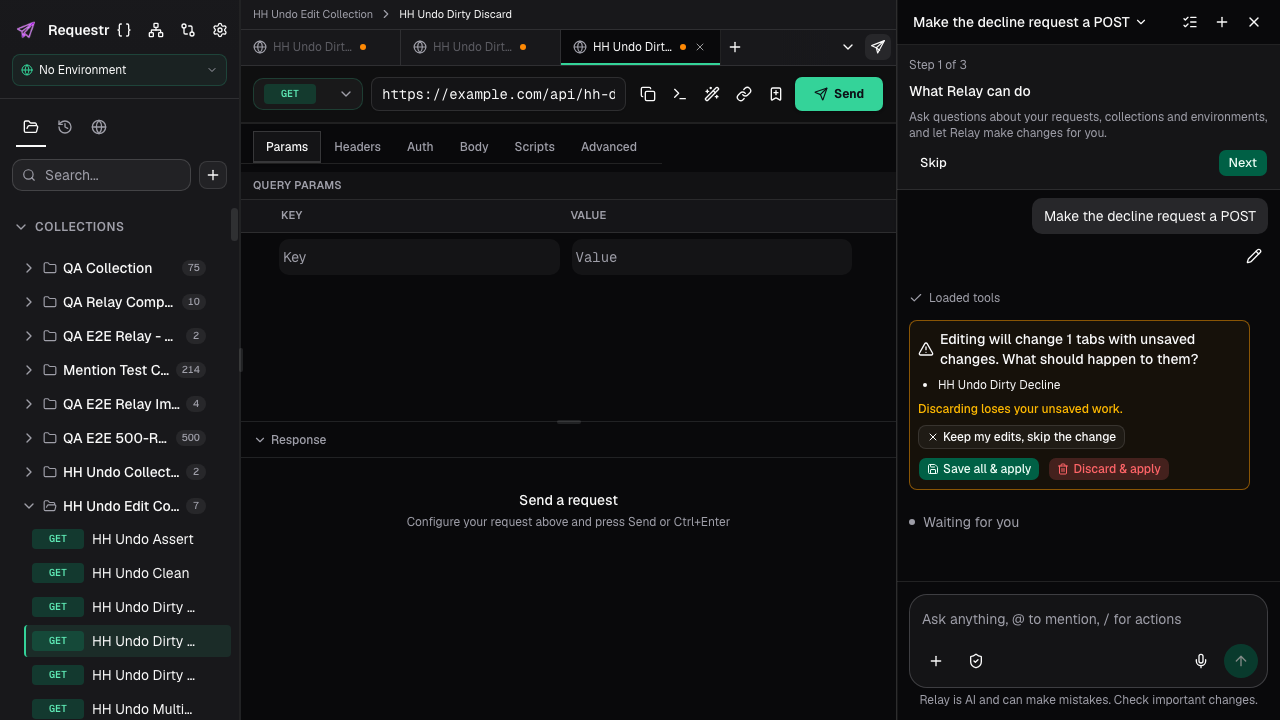 Requestr
No Environment
Search...
COLLECTIONS
QA Collection 75
QA Relay Comp... 10
QA E2E Relay - ... 2
Mention Test C... 214
QA E2E Relay Im... 4
QA E2E 500-R... 500
HH Undo Collect... 2
HH Undo Edit Co... 7
GET HH Undo Assert
GET HH Undo Clean
GET HH Undo Dirty ...
GET HH Undo Dirty ...
GET HH Undo Dirty ...
GET HH Undo Multi...
HH Undo Edit Collection > HH Undo Dirty Discard
HH Undo Dirt... HH Undo Dirt... HH Undo Dirt...
GET https://example.com/api/hh-d Send
Params Headers Auth Body Scripts Advanced
QUERY PARAMS
KEY VALUE
Key Value
Response
Send a request
Configure your request above and press Send or Ctrl+Enter
Make the decline request a POST
Step 1 of 3
What Relay can do
Ask questions about your requests, collections and environments,
and let Relay make changes for you.
Skip Next
Make the decline request a POST
Loaded tools
Editing will change 1 tabs with unsaved
changes. What should happen to them?
• HH Undo Dirty Decline
Discarding loses your unsaved work.
Keep my edits, skip the change
Save all & apply Discard & apply
Waiting for you
Ask anything, @ to mention, / for actions
Relay is AI and can make mistakes. Check important changes.